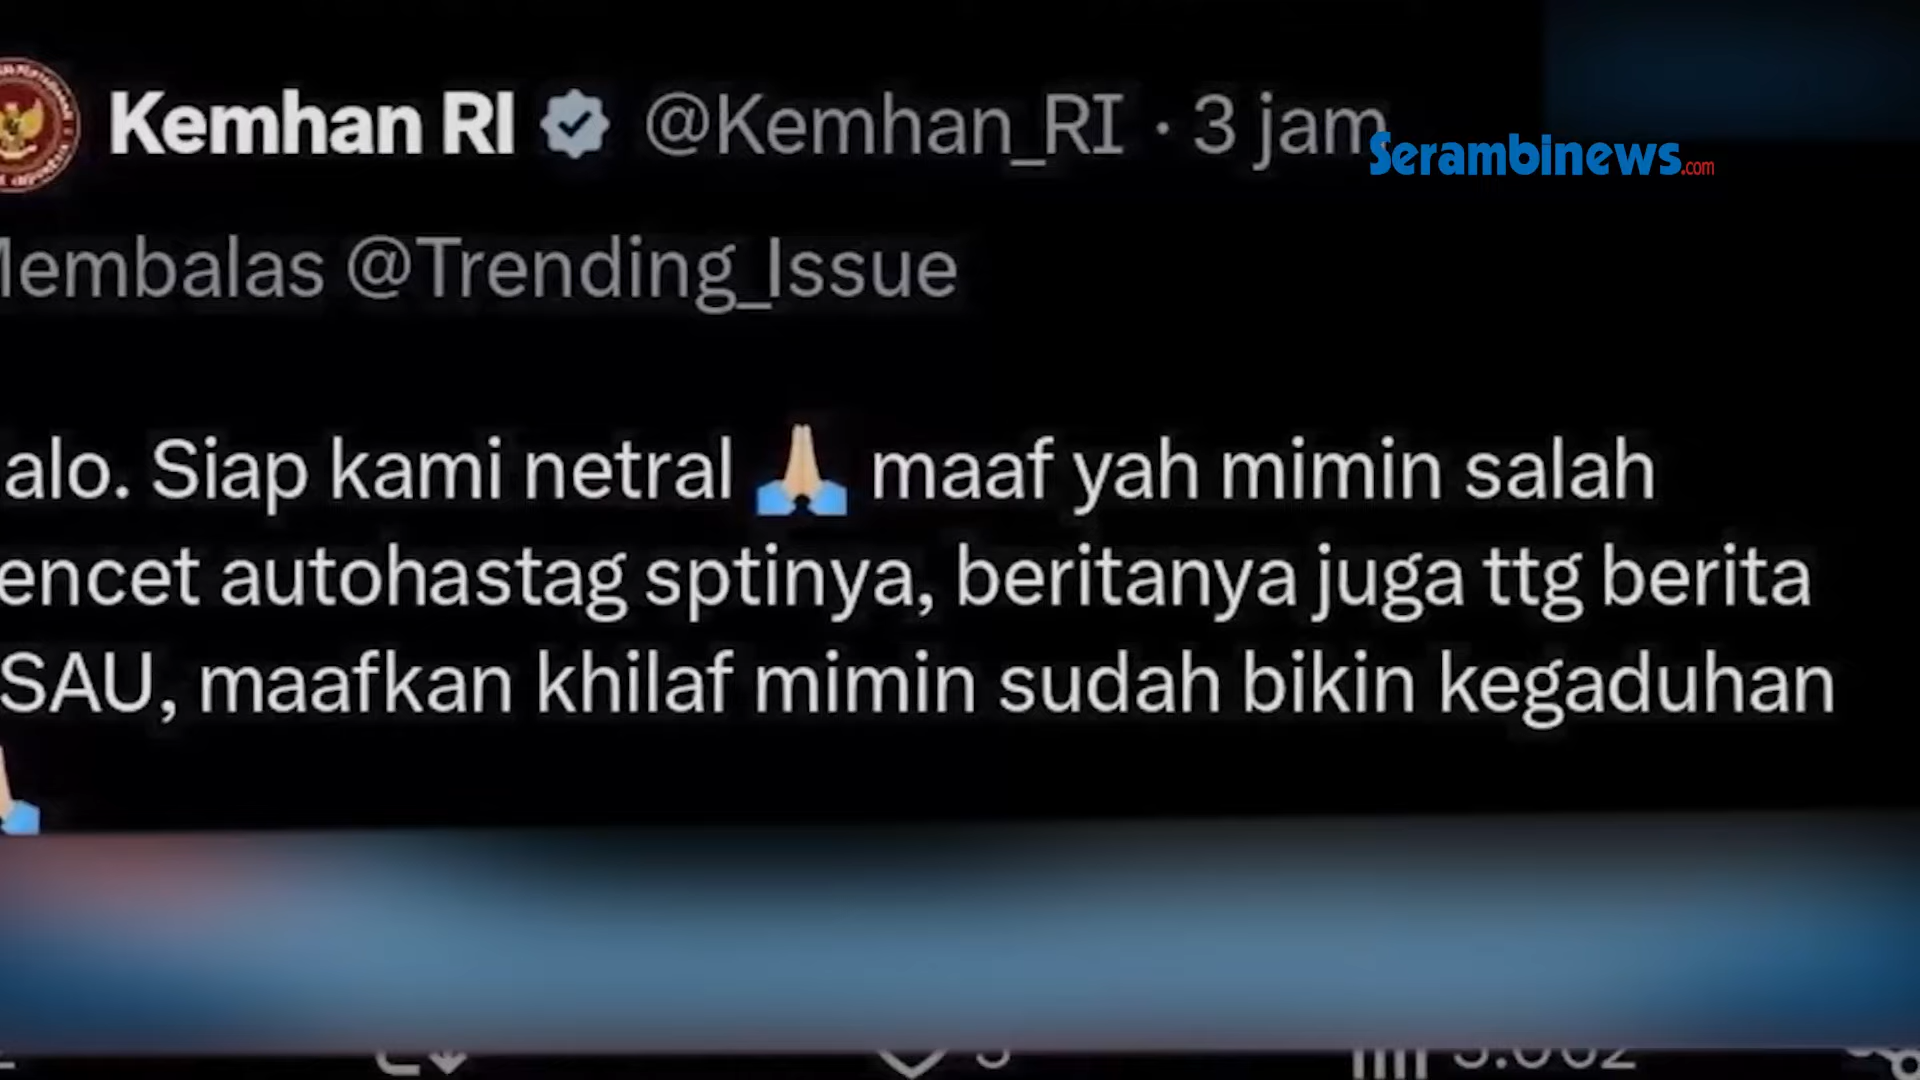 Kemhan RI @Kemhan_RI · 3 jam
Serambinews.com
Membalas @Trending_Issue
alo. Siap kami netral 🙏 maaf yah mimin salah
encet autohastag sptinya, beritanya juga ttg berita
SAU, maafkan khilaf mimin sudah bikin kegaduhan
🙏